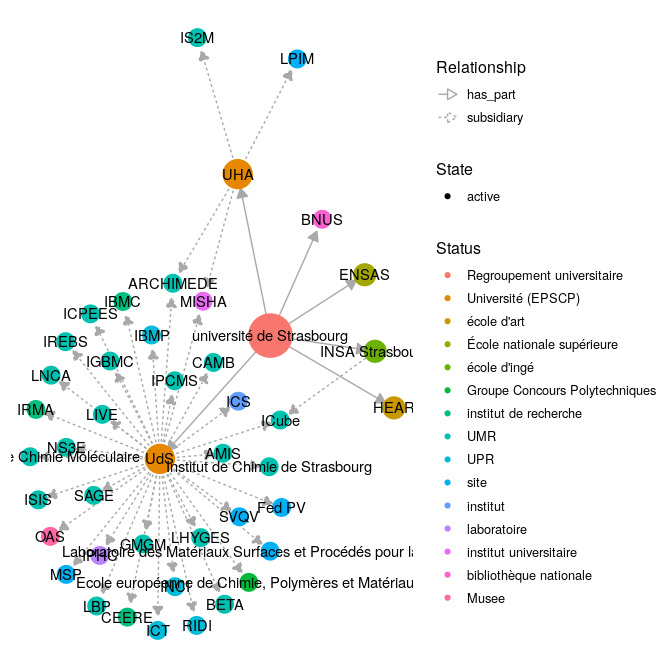 IS2M
LPIM
UHA
BNUS
ENSAS
ARCHIMEDE
IBMC
MISHA
ICPEES
IREBS
IBMP
université de Strasbourg
INSA Strasbou
IGBMC
CAMB
LNCA
IPCMS
IRMA
LIVE
ICS
HEAR
ICube
NS3E
e Chimie Moléculaire
UdS
AMIS
Institut de Chimie de Strasbourg
ISIS
SAGE
Fed PV
SVQV
OAS
GMGM
LHYGES
IPHC
Laboratoire des Matériaux Surfaces et Procédés pour la
MSP
Ecole européenne de Chimie, Polymères et Matériau
INCI
LBP
BETA
CEERE
ICT
RIDI
Relationship
has_part
subsidiary
State
active
Status
Regroupement universitaire
Université (EPSCP)
école d'art
École nationale supérieure
école d'ingé
Groupe Concours Polytechniques
institut de recherche
UMR
UPR
site
institut
laboratoire
institut universitaire
bibliothèque nationale
Musee